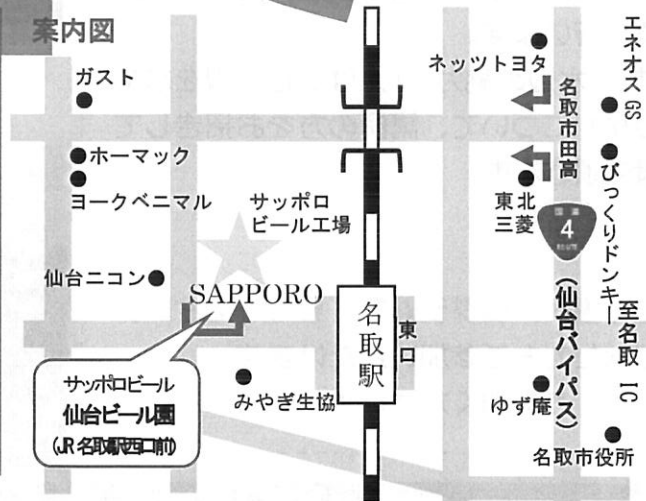 案内図
ガスト
ホーマック
ヨークベニマル
仙台ニコン
サッポロ
ビール工場
SAPPORO
サッポロビール
仙台ビール園
(JR名取駅西口前)
みやぎ生協
名取駅
東口
ネッツトヨタ
名取市田高
東北
三菱
国道
4
ROUTE
(仙台バイパス)
エネオス GS
びっくりドンキー
至名取 IC
ゆず庵
名取市役所